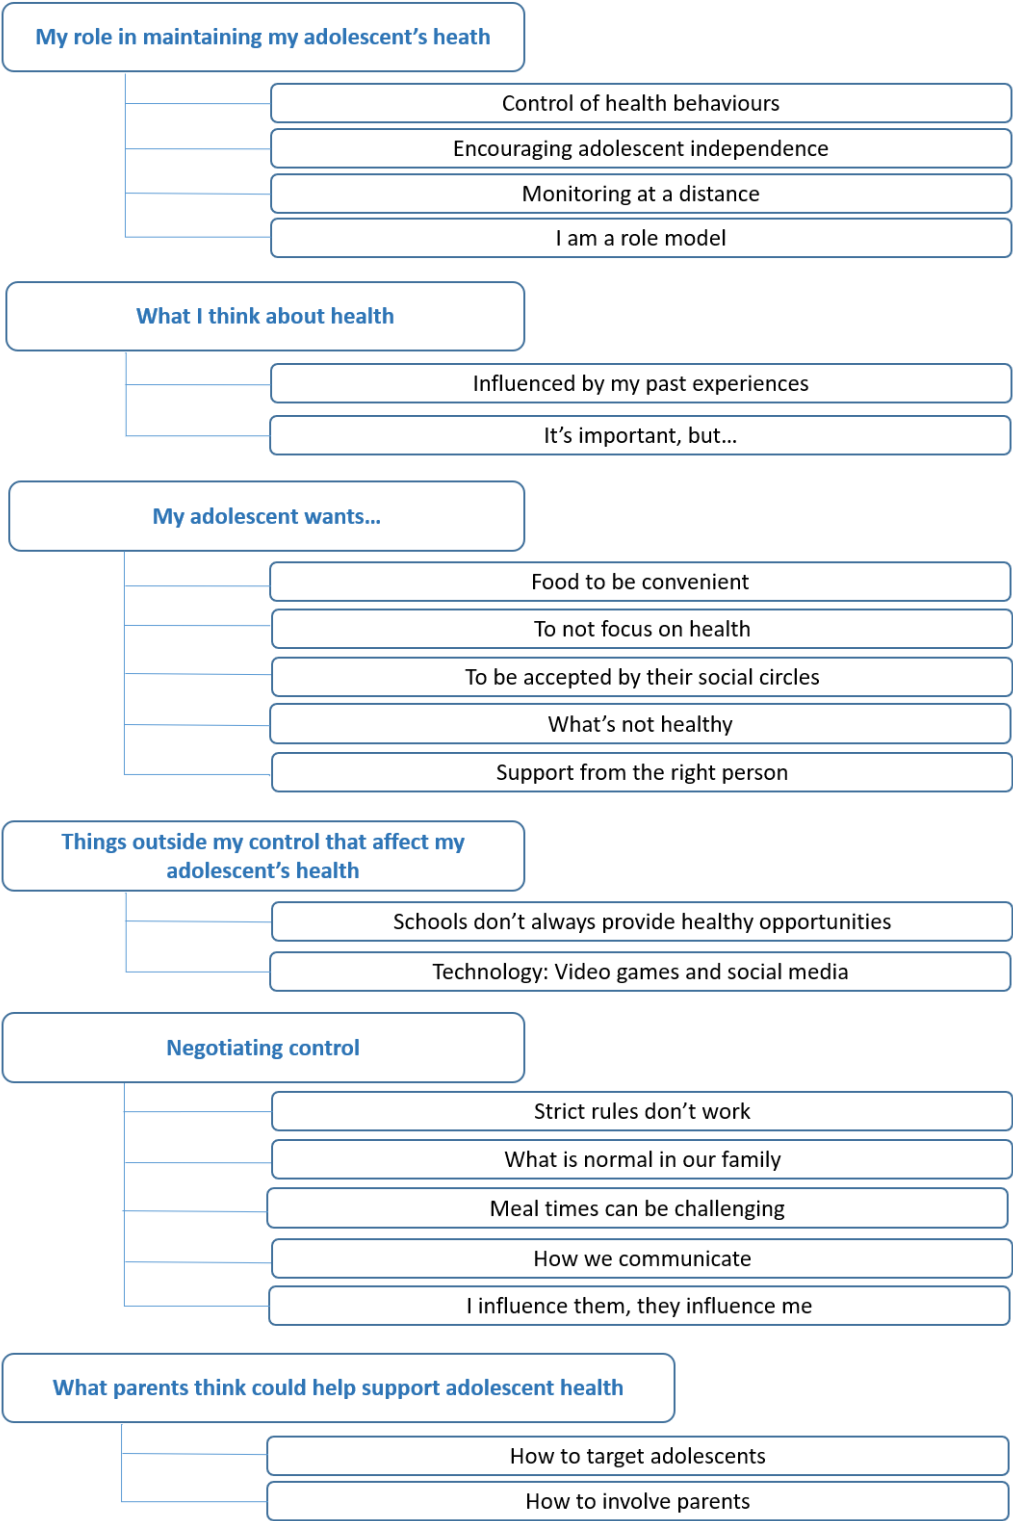 My role in maintaining my adolescent’s heath
Control of health behaviours
Encouraging adolescent independence
Monitoring at a distance
I am a role model
What I think about health
Influenced by my past experiences
It’s important, but…
My adolescent wants…
Food to be convenient
To not focus on health
To be accepted by their social circles
What’s not healthy
Support from the right person
Things outside my control that affect my
adolescent’s health
Schools don’t always provide healthy opportunities
Technology: Video games and social media
Negotiating control
Strict rules don’t work
What is normal in our family
Meal times can be challenging
How we communicate
I influence them, they influence me
What parents think could help support adolescent health
How to target adolescents
How to involve parents